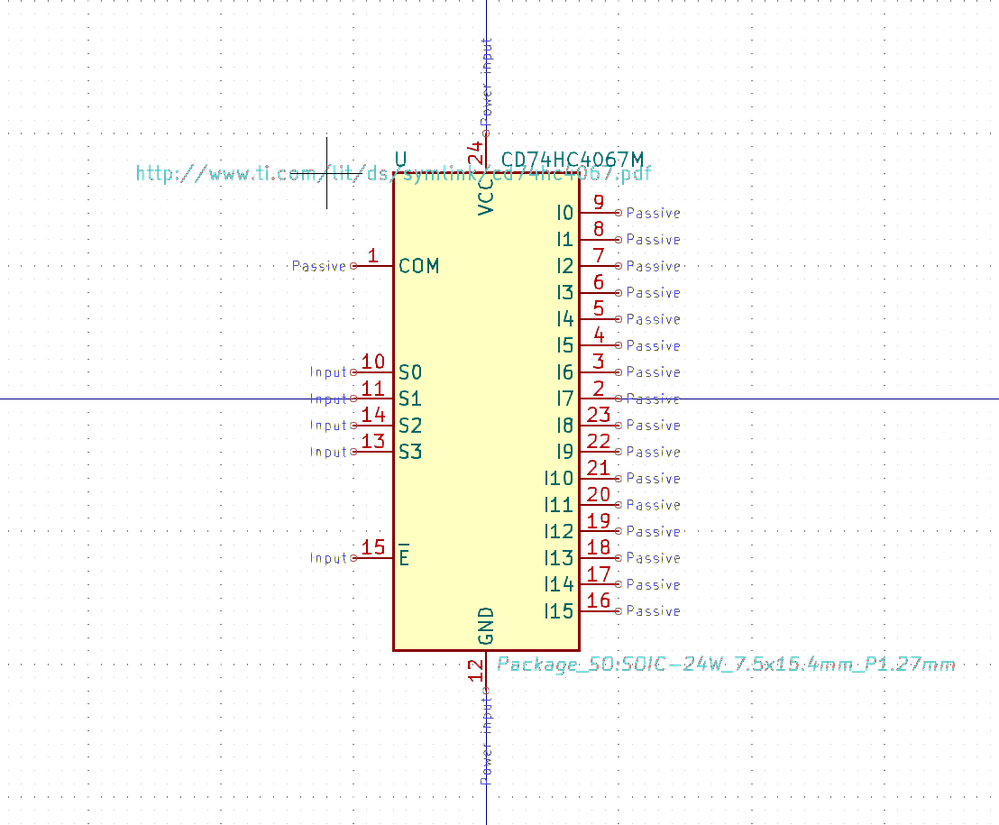 Power input
24
U CD74HC4067M
http://www.ti.com/lit/ds/symlink/cd74hc4067.pdf
VCC
I0 9 Passive
I1 8 Passive
Passive 1 COM I2 7 Passive
I3 6 Passive
I4 5 Passive
I5 4 Passive
Input 10 S0 I6 3 Passive
Input 11 S1 I7 2 Passive
Input 14 S2 I8 23 Passive
Input 13 S3 I9 22 Passive
I10 21 Passive
I11 20 Passive
I12 19 Passive
Input 15 E̅ I13 18 Passive
I14 17 Passive
I15 16 Passive
GND
12
Package_SO:SOIC-24W_7.5x15.4mm_P1.27mm
Power input